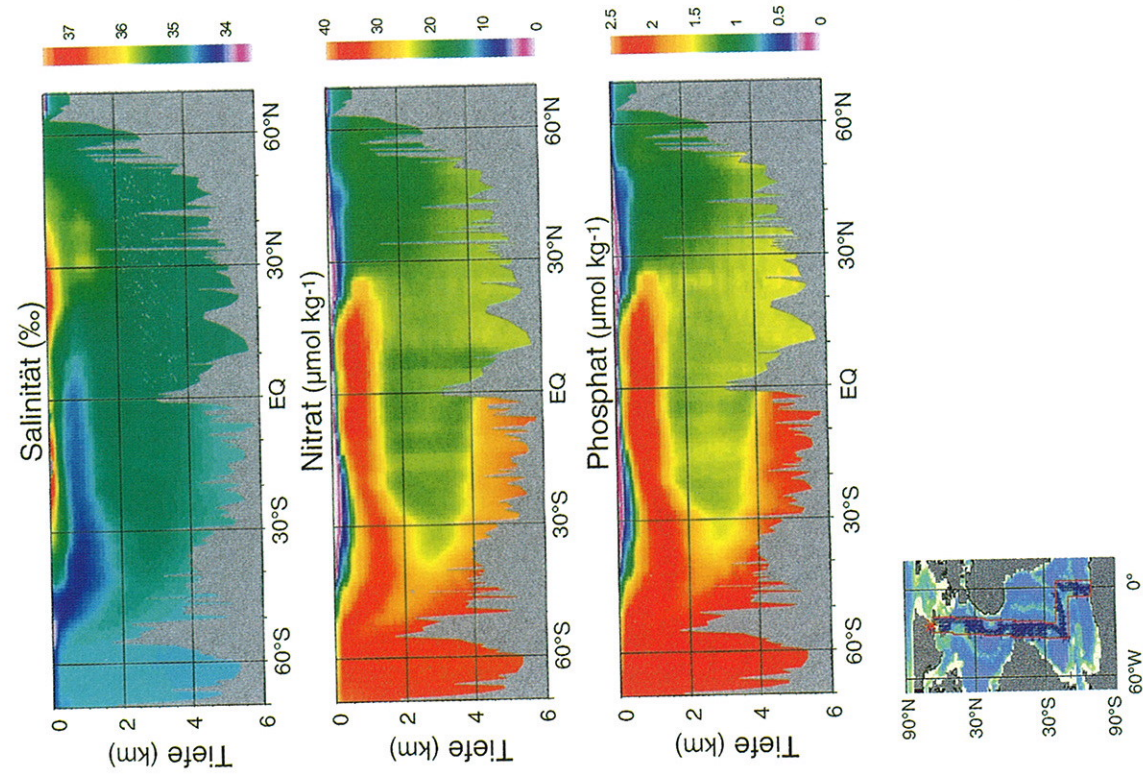 Salinität (‰)
37 36 35 34
Tiefe (km)
0
2
4
6
60°S 30°S EQ 30°N 60°N
Nitrat (µmol kg⁻¹)
40 30 20 10 0
Tiefe (km)
0
2
4
6
60°S 30°S EQ 30°N 60°N
Phosphat (µmol kg⁻¹)
2.5 2 1.5 1 0.5 0
Tiefe (km)
0
2
4
6
60°S 30°S EQ 30°N 60°N
90°N
30°N
30°S
90°S
60°W 0°